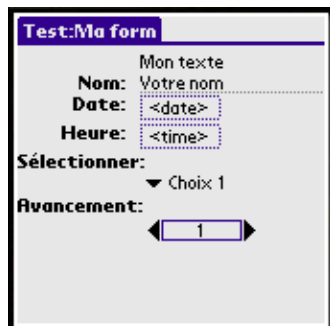 Test:Ma form
Mon texte
Nom: Votre nom
Date: <date>
Heure: <time>
Sélectionner:
Choix 1
Avancement:
1